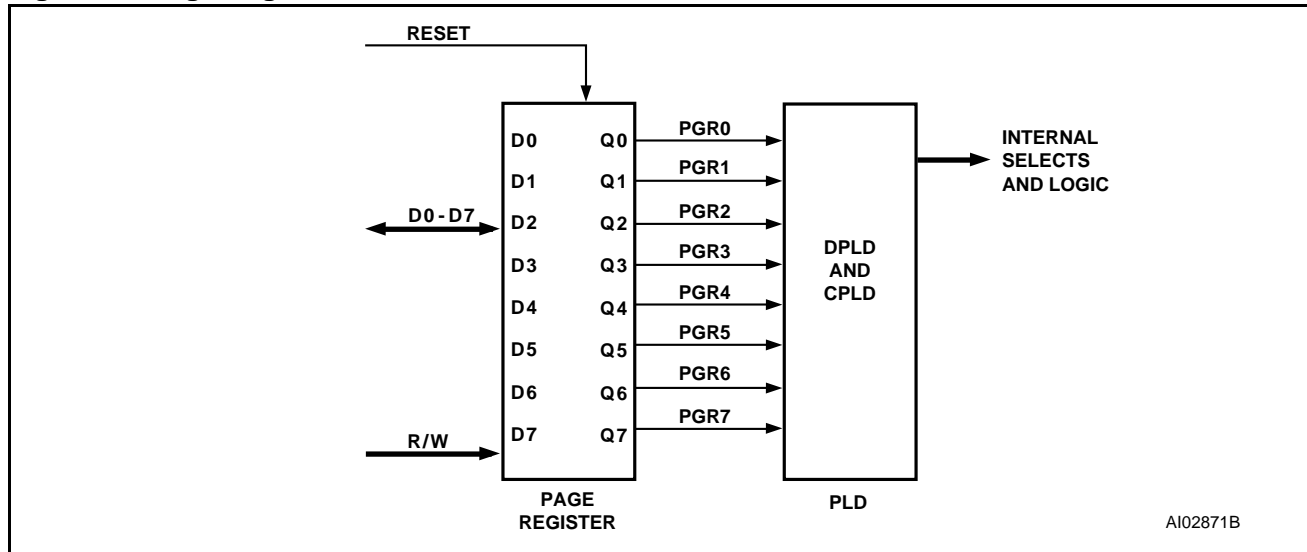 RESET
D0 Q0 PGR0
D1 Q1 PGR1
D0-D7 D2 Q2 PGR2
D3 Q3 PGR3
D4 Q4 PGR4
D5 Q5 PGR5
D6 Q6 PGR6
R/W D7 Q7 PGR7
DPLD
AND
CPLD
INTERNAL
SELECTS
AND LOGIC
PAGE
REGISTER
PLD
AI02871B